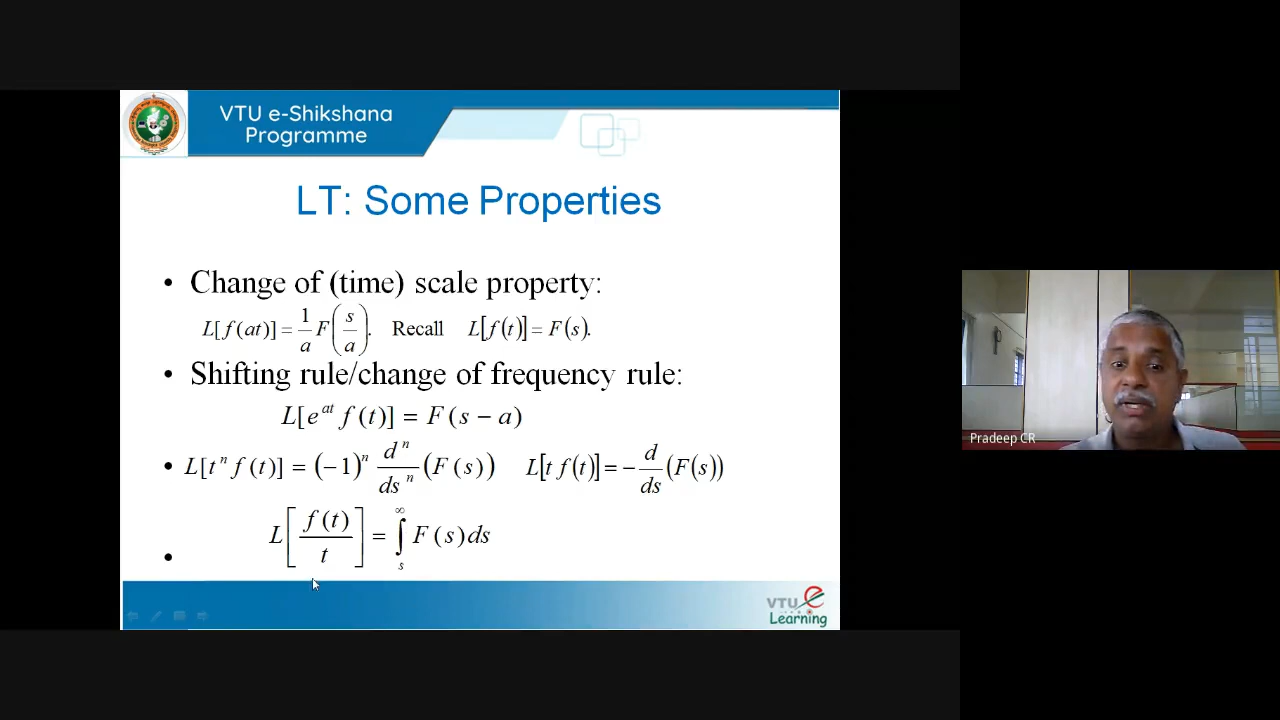 VTU e-Shikshana
Programme
LT: Some Properties
• Change of (time) scale property:
L[f(at)] = 1/a F(s/a). Recall L[f(t)] = F(s).
• Shifting rule/change of frequency rule:
L[e^{at} f(t)] = F(s − a)
• L[t^n f(t)] = (−1)^n d^n/ds^n (F(s)) L[t f(t)] = − d/ds (F(s))
• L[f(t)/t] = ∫_s^∞ F(s)ds
VTU e
Learning
Pradeep CR